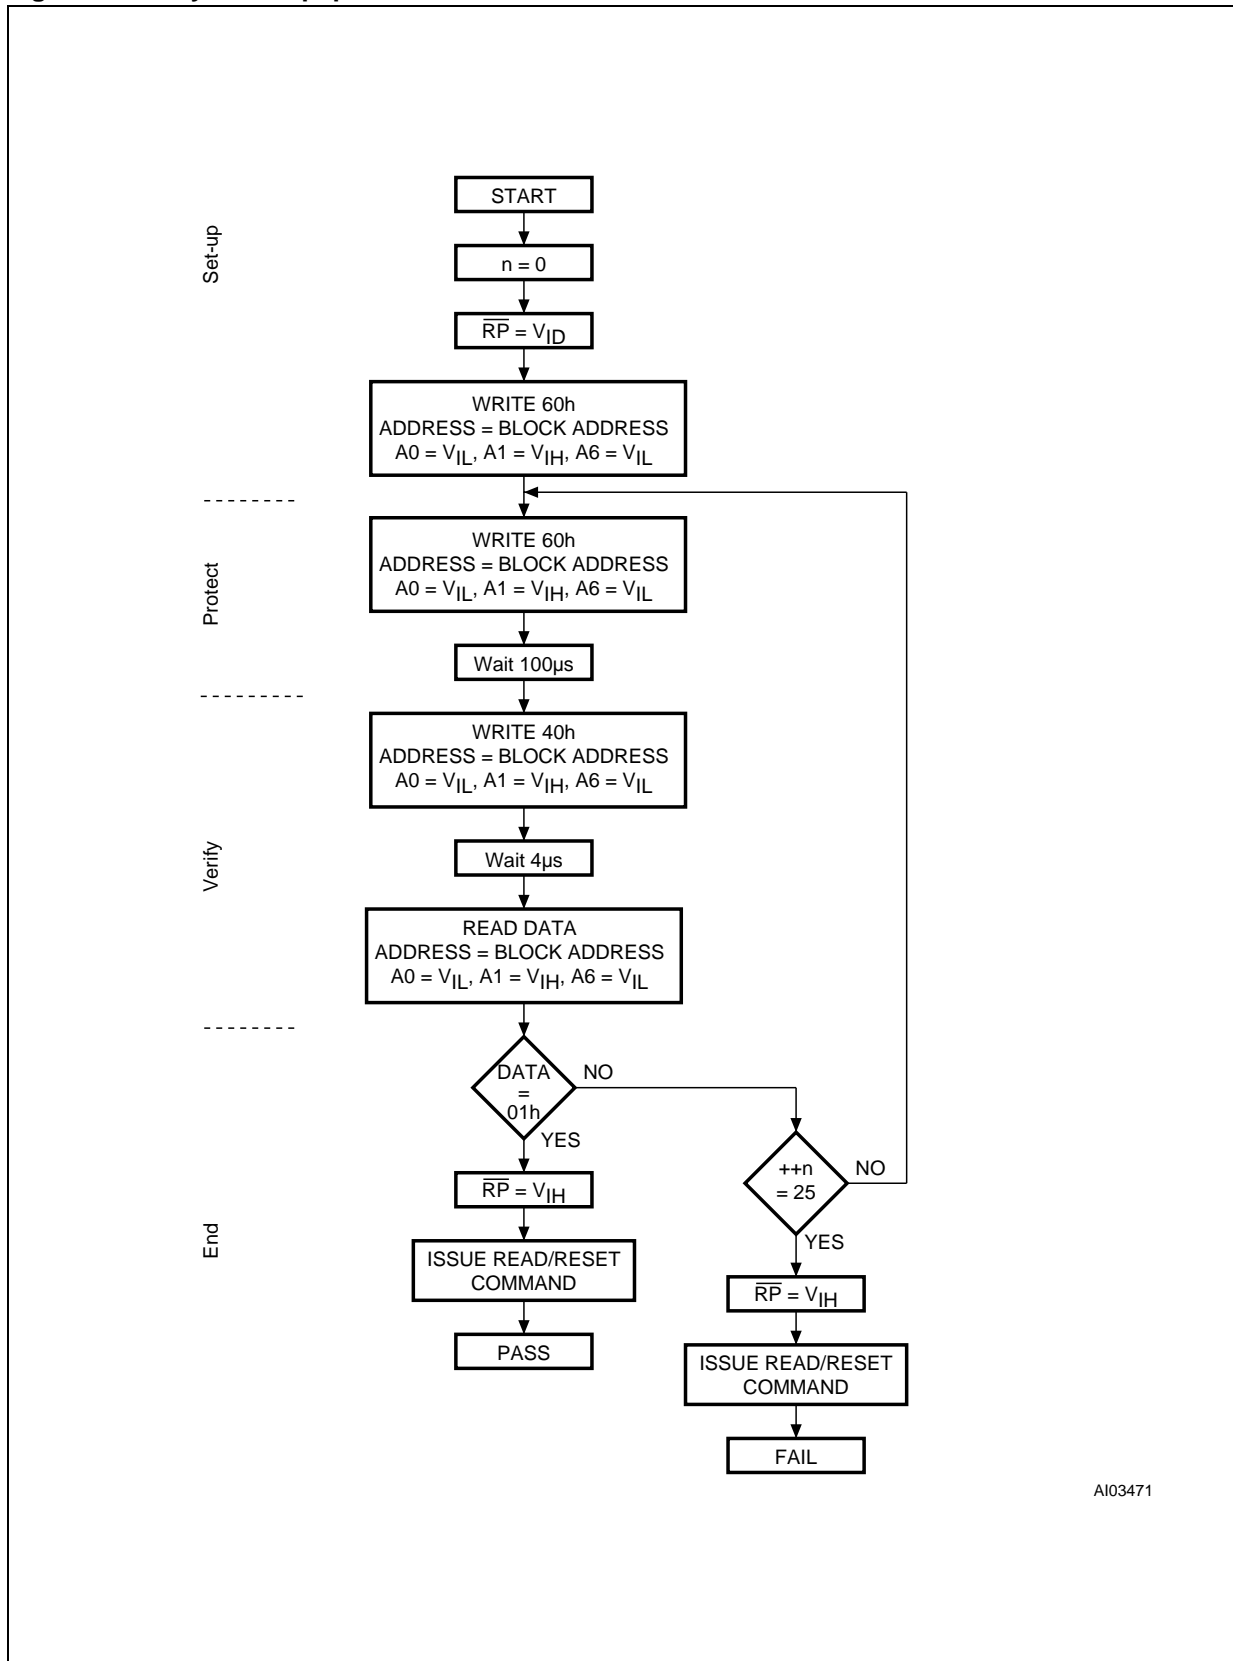 Set-up
START
n = 0
RP = VID
WRITE 60h
ADDRESS = BLOCK ADDRESS
A0 = VIL, A1 = VIH, A6 = VIL
Protect
WRITE 60h
ADDRESS = BLOCK ADDRESS
A0 = VIL, A1 = VIH, A6 = VIL
Wait 100µs
Verify
WRITE 40h
ADDRESS = BLOCK ADDRESS
A0 = VIL, A1 = VIH, A6 = VIL
Wait 4µs
READ DATA
ADDRESS = BLOCK ADDRESS
A0 = VIL, A1 = VIH, A6 = VIL
End
DATA
=
01h
NO
YES
RP = VIH
ISSUE READ/RESET
COMMAND
PASS
++n
= 25
NO
YES
RP = VIH
ISSUE READ/RESET
COMMAND
FAIL
AI03471